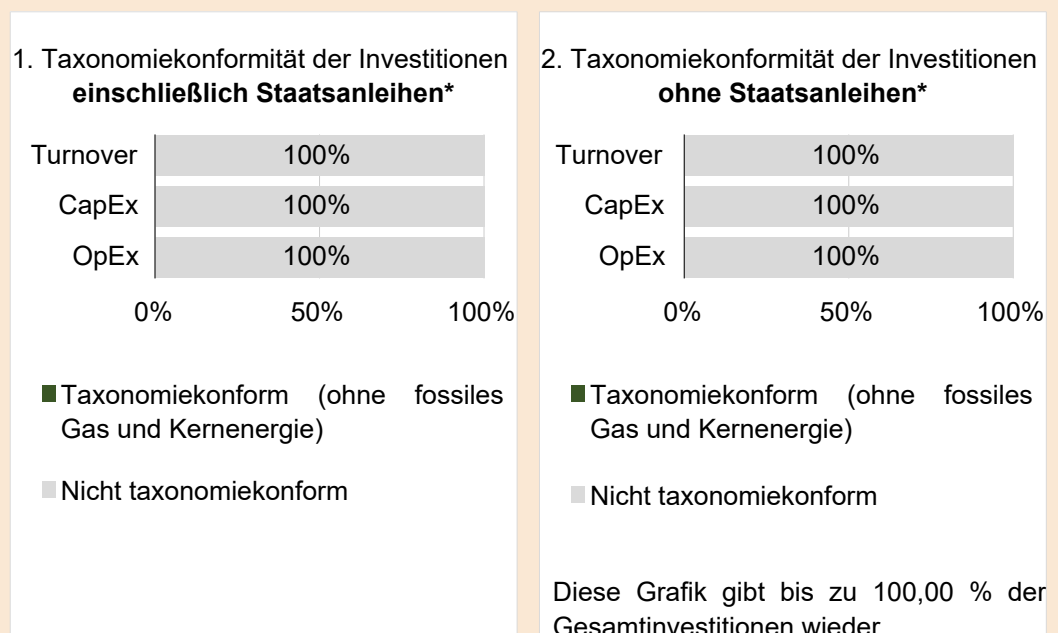 1. Taxonomiekonformität der Investitionen
einschließlich Staatsanleihen*
Turnover 100%
CapEx 100%
OpEx 100%
0% 50% 100%
Taxonomiekonform (ohne fossiles
Gas und Kernenergie)
Nicht taxonomiekonform
2. Taxonomiekonformität der Investitionen
ohne Staatsanleihen*
Turnover 100%
CapEx 100%
OpEx 100%
0% 50% 100%
Taxonomiekonform (ohne fossiles
Gas und Kernenergie)
Nicht taxonomiekonform
Diese Grafik gibt bis zu 100,00 % der
Gesamtinvestitionen wieder